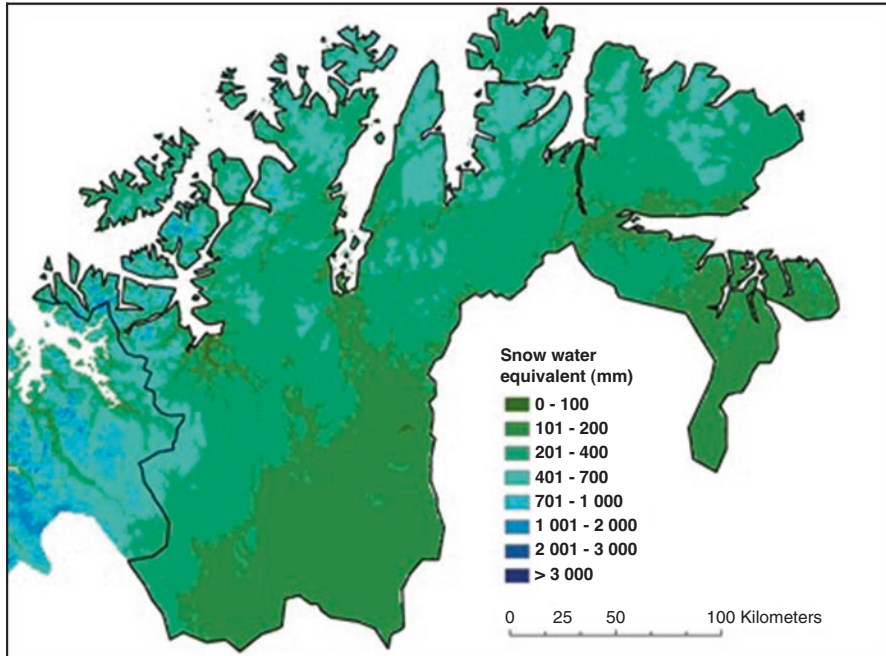 Snow water
equivalent (mm)
0 - 100
101 - 200
201 - 400
401 - 700
701 - 1 000
1 001 - 2 000
2 001 - 3 000
> 3 000
0 25 50 100 Kilometers